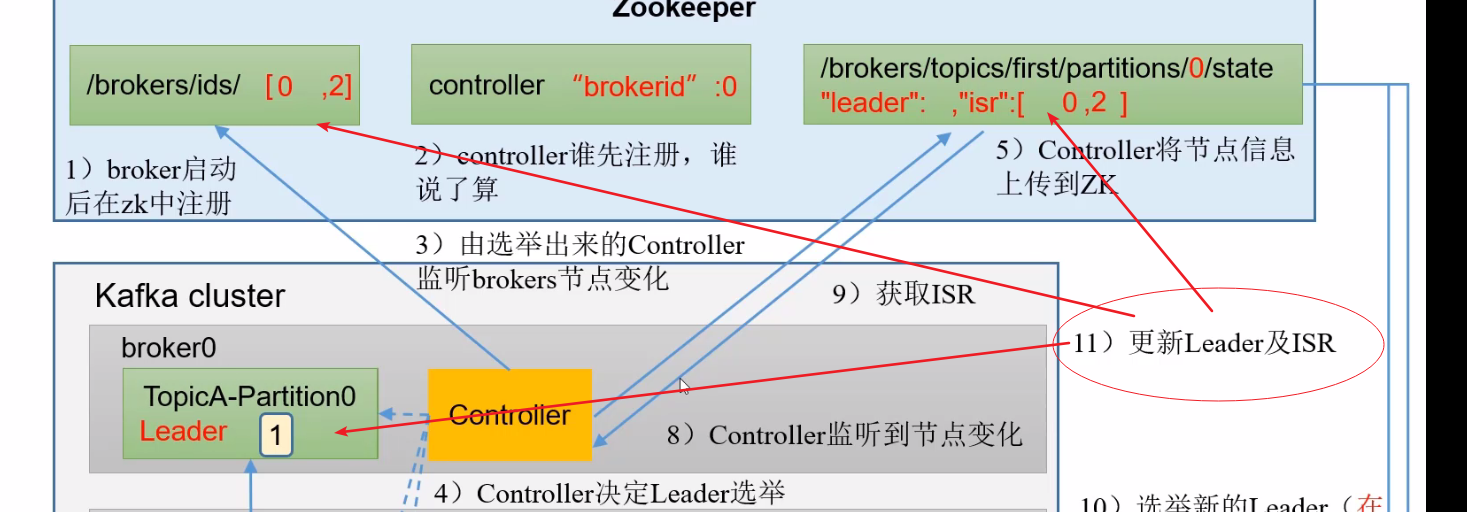 Zookeeper
/brokers/ids/ [0 ,2]
controller “brokerid” :0
/brokers/topics/first/partitions/0/state
"leader": ,"isr":[ 0 ,2 ]
1）broker启动
后在zk中注册
2）controller谁先注册，谁
说了算
5）Controller将节点信息
上传到ZK
3）由选举出来的Controller
监听brokers节点变化
Kafka cluster
9）获取ISR
11）更新Leader及ISR
broker0
TopicA-Partition0
Leader 1
Controller
8）Controller监听到节点变化
4）Controller决定Leader选举
10）选举新的Leader（在